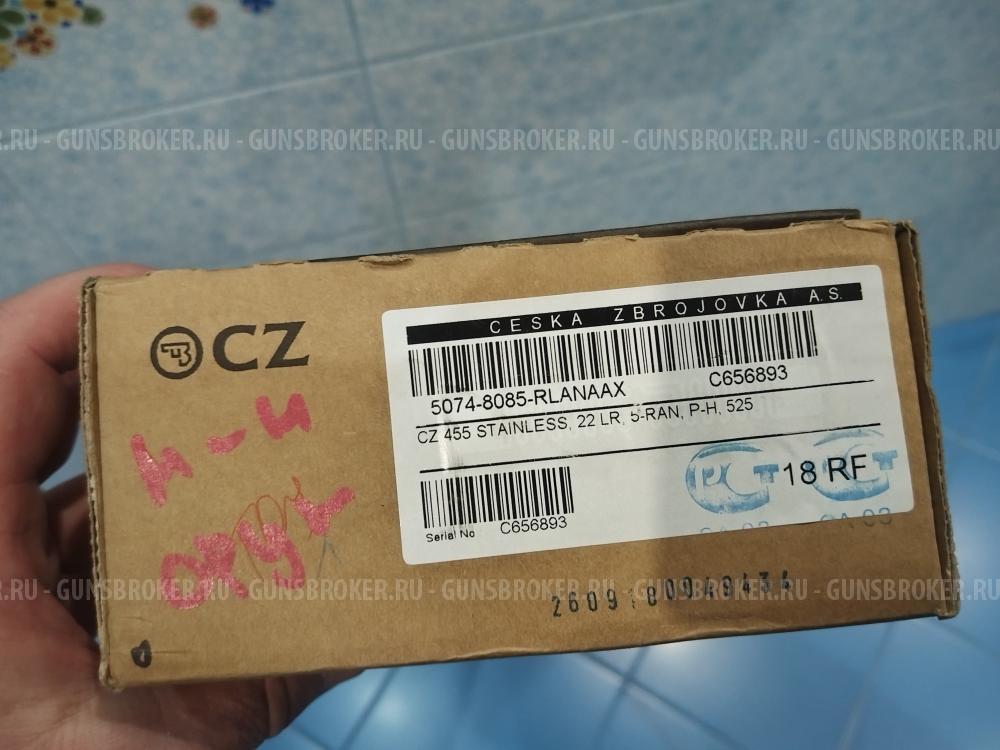 .RU - GUNSBROKER.RU - GUNSBROKER.RU - GUNSBROKER.RU - GUNSBROKER.RU - GUNSBROKER.RU
CZ
CESKA ZBROJOVKA A.S.
5074-8085-RLANAAX C656893
CZ 455 STAINLESS, 22 LR, 5-RAN, P-H, 525
РСТ 18 RF
Serial No C656893
.RU - GUNSBROKER.RU - GUNSBROKER.RU - GUNSBROKER.RU - GUNSBROKER.RU - GUNSBROKER.RU